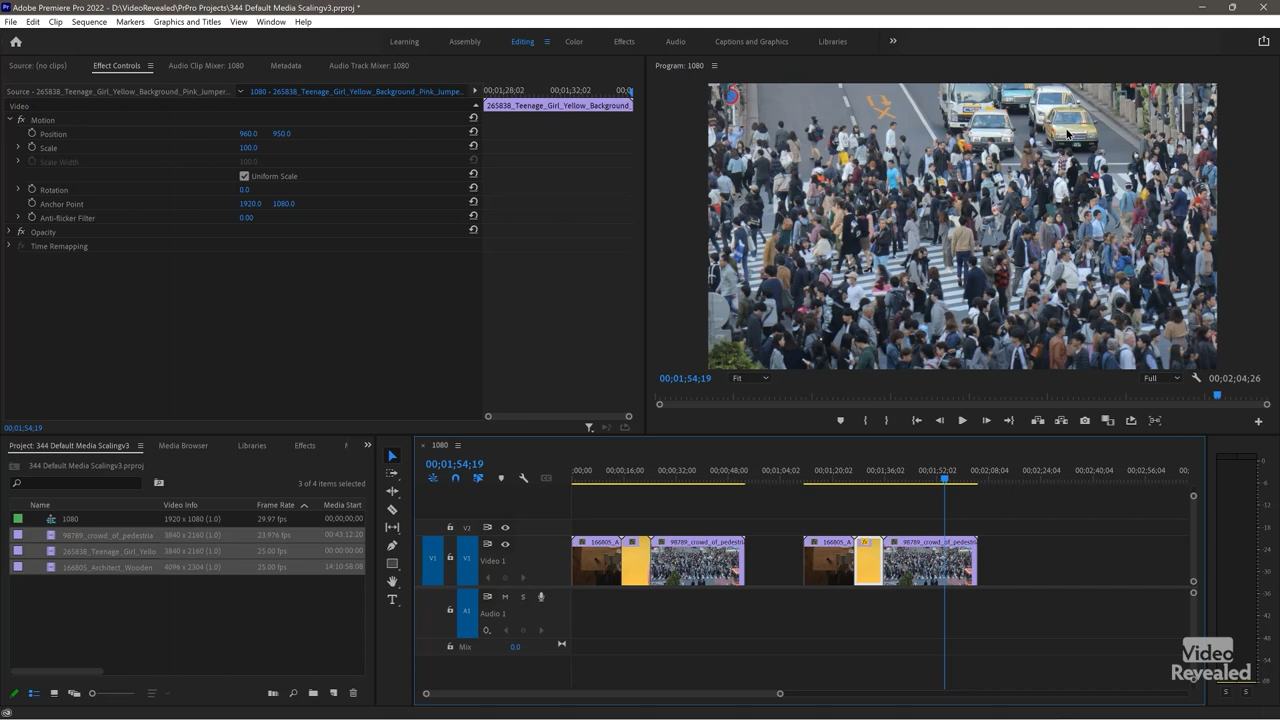 Adobe Premiere Pro 2022 - D:\VideoRevealed\PrPro Projects\344 Default Media Scalingv3.prproj *
File Edit Clip Sequence Markers Graphics and Titles View Window Help
Learning Assembly Editing Color Effects Audio Captions and Graphics Libraries
Source: (no clips) Effect Controls Audio Clip Mixer: 1080 Metadata Audio Track Mixer: 1080
Program: 1080
Source - 265838_Teenage_Girl_Yellow_Background_Pink_Jumper... 1080 - 265838_Teenage_Girl_Yellow_Background_Pink_Jumpe...
00;01;28;02 00;01;32;02 00;0
Video
265838_Teenage_Girl_Yellow_Background_
fx Motion
Position 960.0 950.0
Scale 100.0
Scale Width 100.0
Uniform Scale
Rotation 0.0
Anchor Point 1920.0 1080.0
Anti-flicker Filter 0.00
fx Opacity
fx Time Remapping
00;01;54;19 Fit Full 00;02;04;26
00;01;54;19
Project: 344 Default Media Scalingv3 Media Browser Libraries Effects
344 Default Media Scalingv3.prproj
3 of 4 items selected
Name Video Info Frame Rate Media Start
1080 1920 x 1080 (1.0) 29.97 fps 00;00;00;00
98789_crowd_of_pedestria 3840 x 2160 (1.0) 23.976 fps 00:43:12:20
265838_Teenage_Girl_Yello 3840 x 2160 (1.0) 25.00 fps 00:00:00:00
166805_Architect_Wooden 4096 x 2304 (1.0) 25.00 fps 14:10:58:08
1080
00;01;54;19
;00;00 00;00;16;00 00;00;32;00 00;00;48;00 00;01;04;02 00;01;20;02 00;01;36;02 00;01;52;02 00;02;08;04 00;02;24;04 00;02;40;04 00;02;56;04 00;
V2
166805_A fx 98789_crowd_of_pedestria 166805_A fx 98789_crowd_of_pedestria
V1 V1 Video 1
A1 M S
Audio 1
Mix 0.0
Video
Revealed
S S